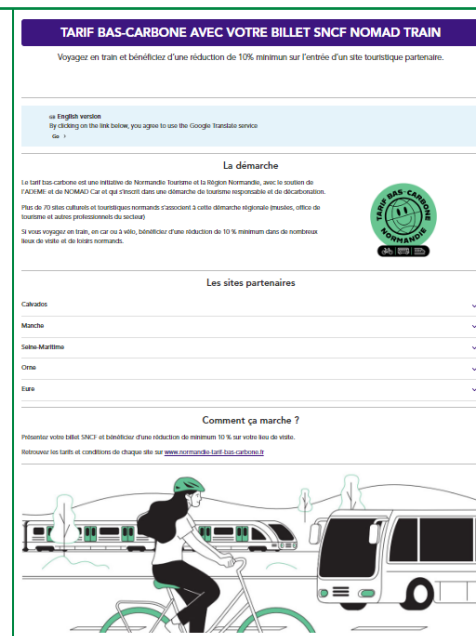 TARIF BAS-CARBONE AVEC VOTRE BILLET SNCF NOMAD TRAIN
Voyagez en train et bénéficiez d'une réduction de 10% minimun sur l'entrée d'un site touristique partenaire.
GB English version
By clicking on the link below, you agree to use the Google Translate service
Go ›
La démarche
Le tarif bas-carbone est une initiative de Normandie Tourisme et la Région Normandie, avec le soutien de
l'ADEME et de NOMAD Car et qui s'inscrit dans une démarche de tourisme responsable et de décarbonation.
Plus de 70 sites culturels et touristiques normands s'associent à cette démarche régionale (musées, office de
tourisme et autres professionnels du secteur)
Si vous voyagez en train, en car ou à vélo, bénéficiez d'une réduction de 10 % minimum dans de nombreux
lieux de visite et de loisirs normands.
TARIF BAS-CARBONE
NORMANDIE
Les sites partenaires
Calvados
Manche
Seine-Maritime
Orne
Eure
Comment ça marche ?
Présenter votre billet SNCF et bénéficiez d'une réduction de minimum 10 % sur votre lieu de visite.
Retrouvez les tarifs et conditions de chaque site sur www.normandie-tarif-bas-carbone.fr